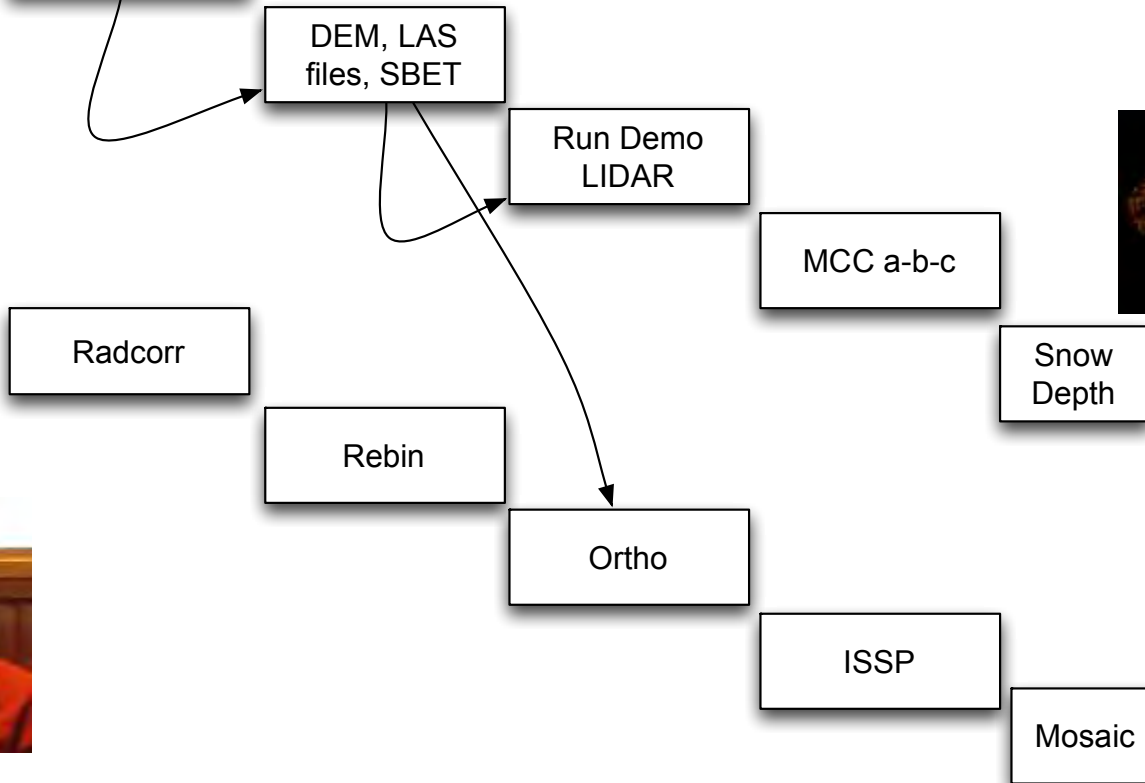 DEM, LAS
files, SBET
Run Demo
LIDAR
MCC a-b-c
Radcorr
Snow
Depth
Rebin
Ortho
ISSP
Mosaic